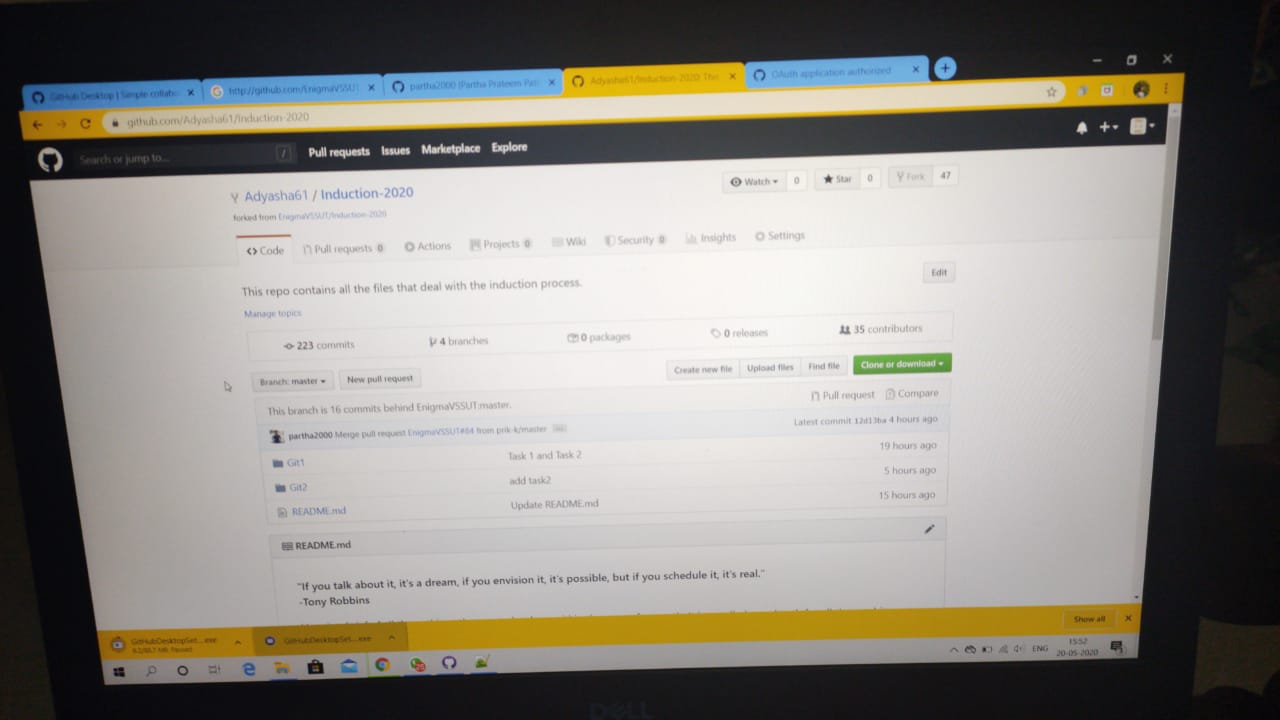 GitHub Desktop | Simple collabo
http://github.com/EnigmaVSSUT
partha2000 (Partha Prateem Pat
Adyasha61/Induction-2020: This
OAuth application authorized
github.com/Adyasha61/Induction-2020
Search or jump to... /
Pull requests Issues Marketplace Explore
Adyasha61 / Induction-2020
forked from EnigmaVSSUT/Induction-2020
Watch 0 Star 0 Fork 47
Code Pull requests 0 Actions Projects 0 Wiki Security 0 Insights Settings
This repo contains all the files that deal with the induction process.
Edit
Manage topics
223 commits 4 branches 0 packages 0 releases 35 contributors
Branch: master New pull request Create new file Upload files Find file Clone or download
This branch is 16 commits behind EnigmaVSSUT:master.
Pull request Compare
partha2000 Merge pull request EnigmaVSSUT#64 from prik-k/master
Latest commit 12d13ba 4 hours ago
Git1 Task 1 and Task 2 19 hours ago
Git2 add task2 5 hours ago
README.md Update README.md 15 hours ago
README.md
"If you talk about it, it's a dream, if you envision it, it's possible, but if you schedule it, it's real."
-Tony Robbins
GitHubDesktopSet....exe
Paused
GitHubDesktopSet....exe
Show all
ENG
15:52
20-05-2020
DELL